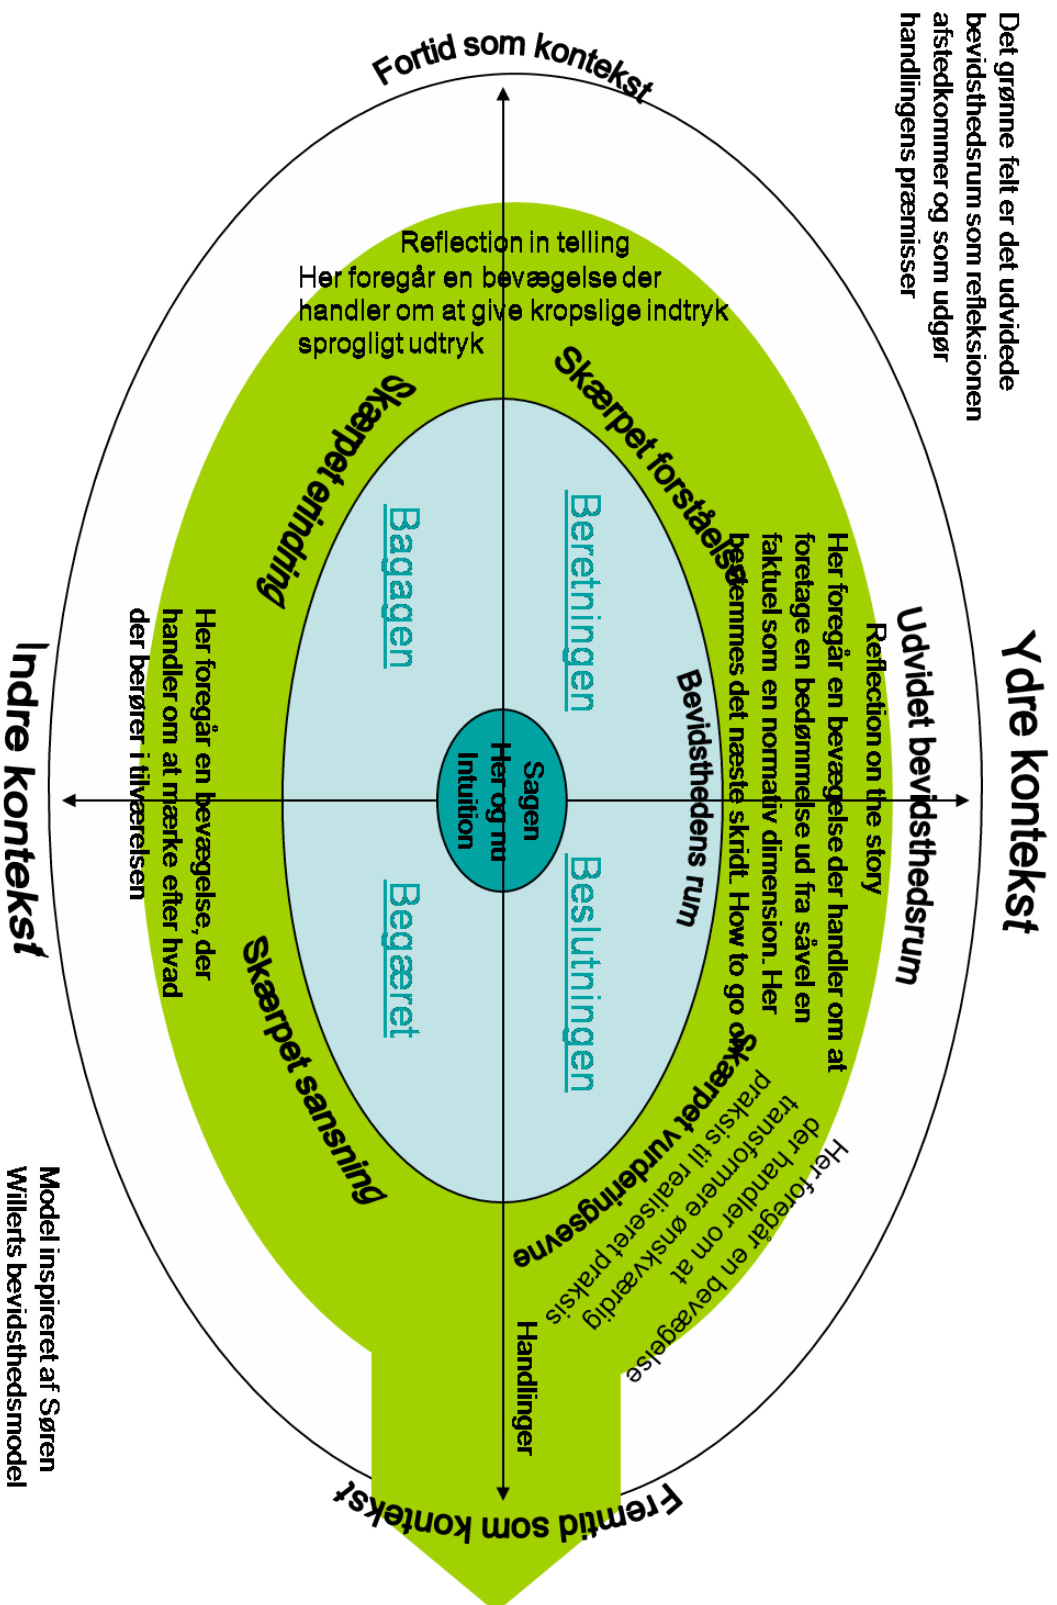 Det grønne felt er det udvidede
bevidsthedsrum som refleksionen
afstedkommer og som udgør
handlingens præmisser
Ydre kontekst
Udvidet bevidsthedsrum
Reflection on the story
Her foregår en bevægelse der handler om at
foretage en bedømmelse ud fra såvel en
faktuel som en normativ dimension. Her
bestemmes det næste skridt. How to go on
Fortid som kontekst
Reflection in telling
Her foregår en bevægelse der
handler om at give kropslige indtryk
sprogligt udtryk
Skærpet forståelse
Bevidsthedens rum
Skærpet vurderingsevne
Her foregår en bevægelse
der handler om at
transformere ønskværdig
praksis til realiseret praksis
Beretningen
Beslutningen
Sagen
Her og nu
Intuition
Handlinger
Fremtid som kontekst
Bagagen
Begæret
Skærpet erindring
Skærpet sansning
Her foregår en bevægelse, der
handler om at mærke efter hvad
der berører i tilværelsen
Indre kontekst
Model inspireret af Søren
Willerts bevidsthedsmodel